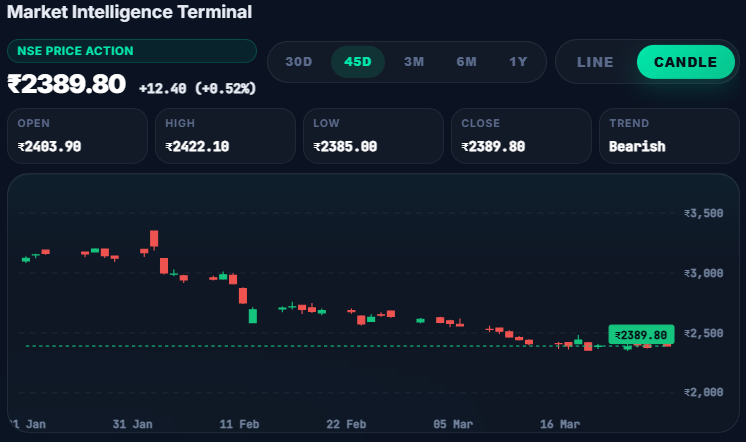 Market Intelligence Terminal
NSE PRICE ACTION
30D 45D 3M 6M 1Y
LINE CANDLE
₹2389.80 +12.40 (+0.52%)
OPEN
₹2403.90
HIGH
₹2422.10
LOW
₹2385.00
CLOSE
₹2389.80
TREND
Bearish
₹3,500
₹3,000
₹2,500
₹2389.80
₹2,000
Jan 31 Jan 11 Feb 22 Feb 05 Mar 16 Mar